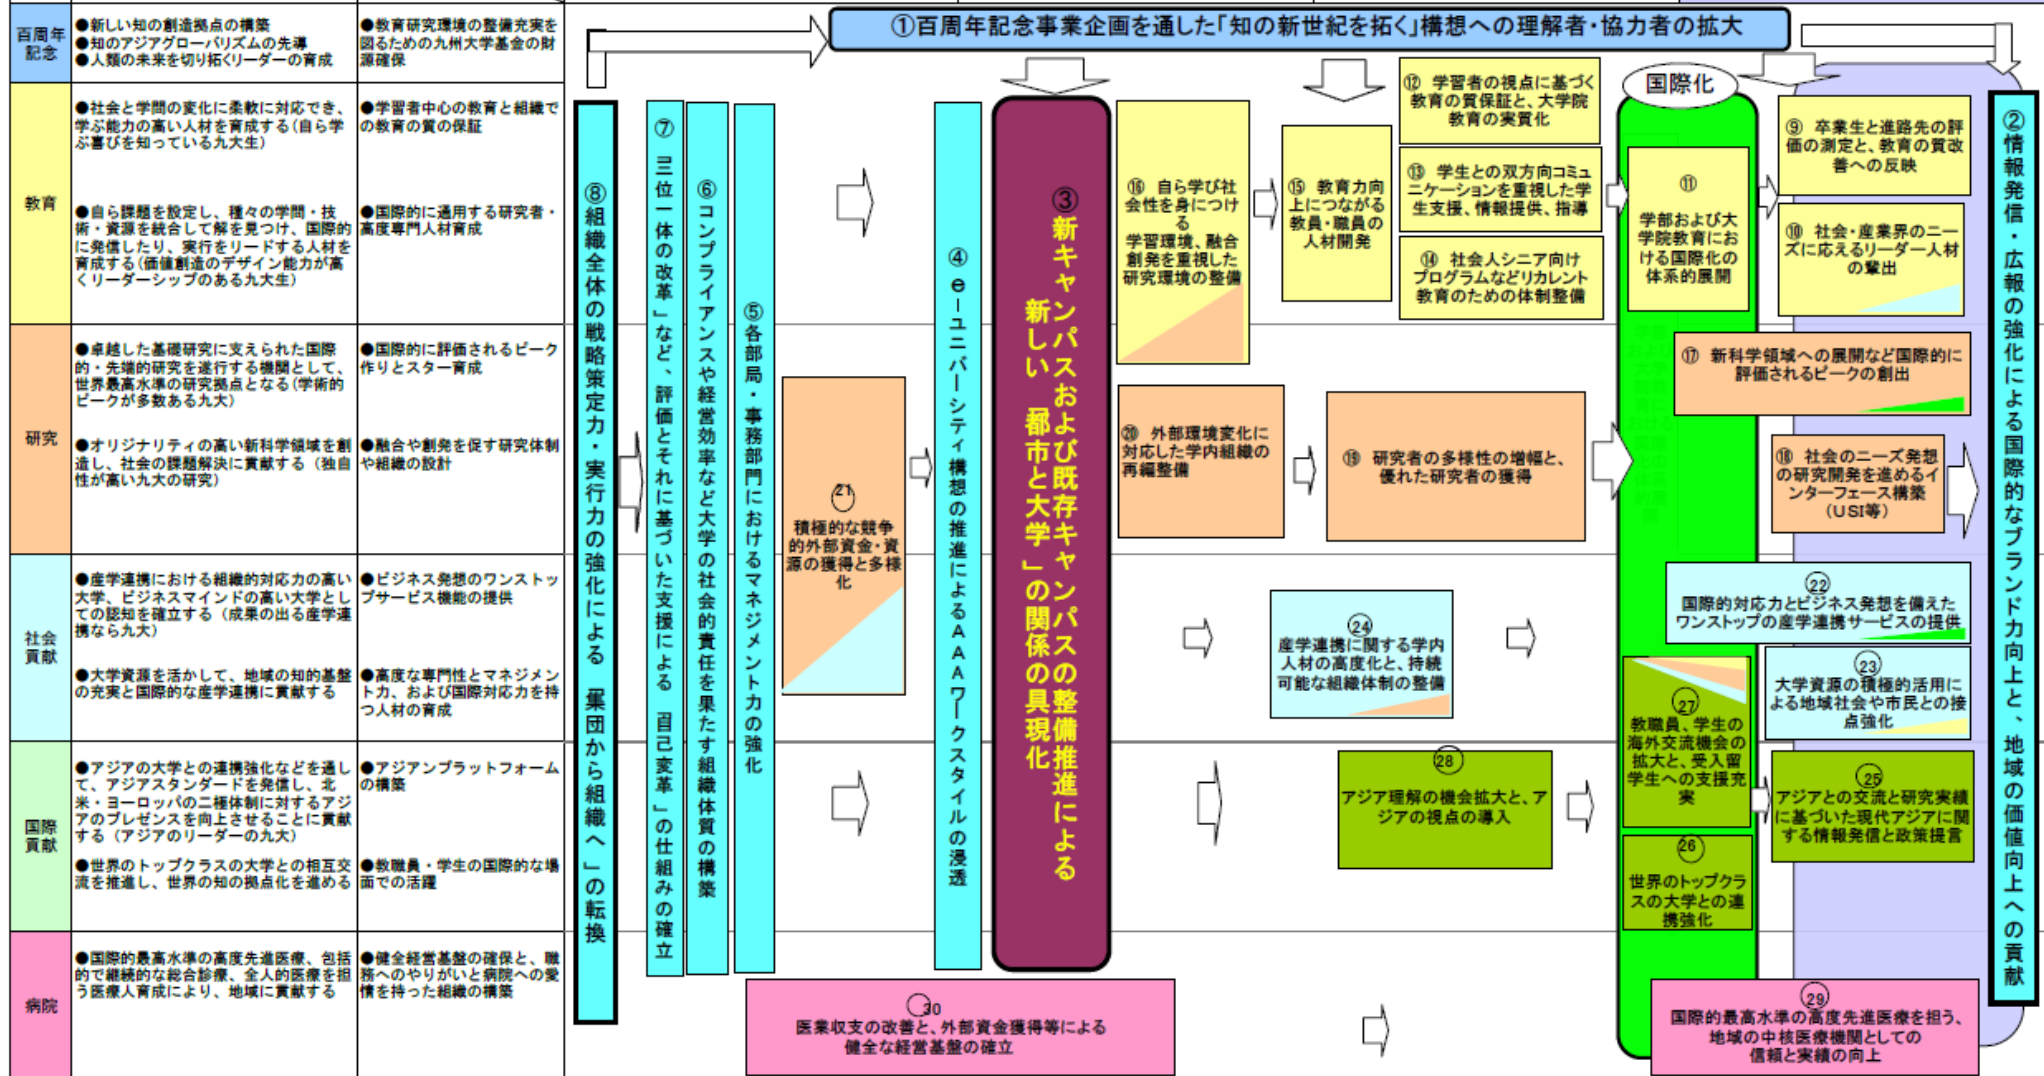 百周年
記念
●新しい知の創造拠点の構築
●知のアジアグローバリズムの先導
●人類の未来を切り拓くリーダーの育成
●教育研究環境の整備充実を
図るための九州大学基金の財
源確保
①百周年記念事業企画を通した「知の新世紀を拓く」構想への理解者・協力者の拡大
教育
●社会と学問の変化に柔軟に対応でき、
学ぶ能力の高い人材を育成する(自ら学
ぶ喜びを知っている九大生)
●自ら課題を設定し、種々の学問・技
術・資源を統合して解を見つけ、国際的
に発信したり、実行をリードする人材を
育成する(価値創造のデザイン能力が高
くリーダーシップのある九大生)
●学習者中心の教育と組織で
の教育の質の保証
●国際的に通用する研究者・
高度専門人材育成
研究
●卓越した基礎研究に支えられた国際
的・先端的研究を遂行する機関として、
世界最高水準の研究拠点となる(学術的
ピークが多数ある九大)
●オリジナリティの高い新科学領域を創
造し、社会の課題解決に貢献する（独自
性が高い九大の研究）
●国際的に評価されるピーク
作りとスター育成
●融合や創発を促す研究体制
や組織の設計
社会
貢献
●産学連携における組織的対応力の高い
大学、ビジネスマインドの高い大学とし
ての認知を確立する（成果の出る産学連
携なら九大）
●大学資源を活かして、地域の知的基盤
の充実と国際的な産学連携に貢献する
●ビジネス発想のワンストッ
プサービス機能の提供
●高度な専門性とマネジメン
ト力、および国際対応力を持
つ人材の育成
国際
貢献
●アジアの大学との連携強化などを通し
て、アジアスタンダードを発信し、北
米・ヨーロッパの二極体制に対するアジ
アのプレゼンスを向上させることに貢献
する（アジアのリーダーの九大）
●世界のトップクラスの大学との相互交
流を推進し、世界の知の拠点化を進める
●アジアンプラットフォーム
の構築
●教職員・学生の国際的な場
面での活躍
病院
●国際的最高水準の高度先進医療、包括
的で継続的な総合診療、全人的医療を担
う医療人育成により、地域に貢献する
●健全経営基盤の確保と、職
務へのやりがいと病院への愛
情を持った組織の構築
⑧組織全体の戦略策定力・実行力の強化による「集団から組織へ」の転換
⑦「三位一体の改革」など、評価とそれに基づいた支援による「自己変革」の仕組みの確立
⑥コンプライアンスや経営効率など大学の社会的責任を果たす組織体質の構築
⑤各部局・事務部門におけるマネジメント力の強化
21
積極的な競争
的外部資金・資
源の獲得と多様
化
④e－ユニバーシティ構想の推進によるAAAワークスタイルの浸透
③新キャンパスおよび既存キャンパスの整備推進による
新しい「都市と大学」の関係の具現化
⑯ 自ら学び社
会性を身につけ
る
学習環境、融合
創発を重視した
研究環境の整備
⑮ 教育力向
上につながる
教員・職員の
人材開発
⑫ 学習者の視点に基づく
教育の質保証と、大学院
教育の実質化
⑬ 学生との双方向コミュ
ニケーションを重視した学
生支援、情報提供、指導
⑭ 社会人シニア向け
プログラムなどリカレント
教育のための体制整備
国際化
⑪
学部および大
学院教育にお
ける国際化の
体系的展開
⑨ 卒業生と進路先の評
価の測定と、教育の質改
善への反映
⑩ 社会・産業界のニー
ズに応えるリーダー人材
の輩出
⑳ 外部環境変化に
対応した学内組織の
再編整備
⑲ 研究者の多様性の増幅と、
優れた研究者の獲得
⑰ 新科学領域への展開など国際的に
評価されるピークの創出
⑱ 社会のニーズ発想
の研究開発を進めるイ
ンターフェース構築
（USI等）
24
産学連携に関する学内
人材の高度化と、持続
可能な組織体制の整備
22
国際的対応力とビジネス発想を備えた
ワンストップの産学連携サービスの提供
23
大学資源の積極的活用に
よる地域社会や市民との接
点強化
27
教職員、学生の
海外交流機会の
拡大と、受入留
学生への支援充
実
28
アジア理解の機会拡大と、ア
ジアの視点の導入
25
アジアとの交流と研究実績
に基づいた現代アジアに関
する情報発信と政策提言
26
世界のトップクラ
スの大学との連
携強化
30
医業収支の改善と、外部資金獲得等による
健全な経営基盤の確立
29
国際的最高水準の高度先進医療を担う、
地域の中核医療機関としての
信頼と実績の向上
②情報発信・広報の強化による国際的なブランド力向上と、地域の価値向上への貢献